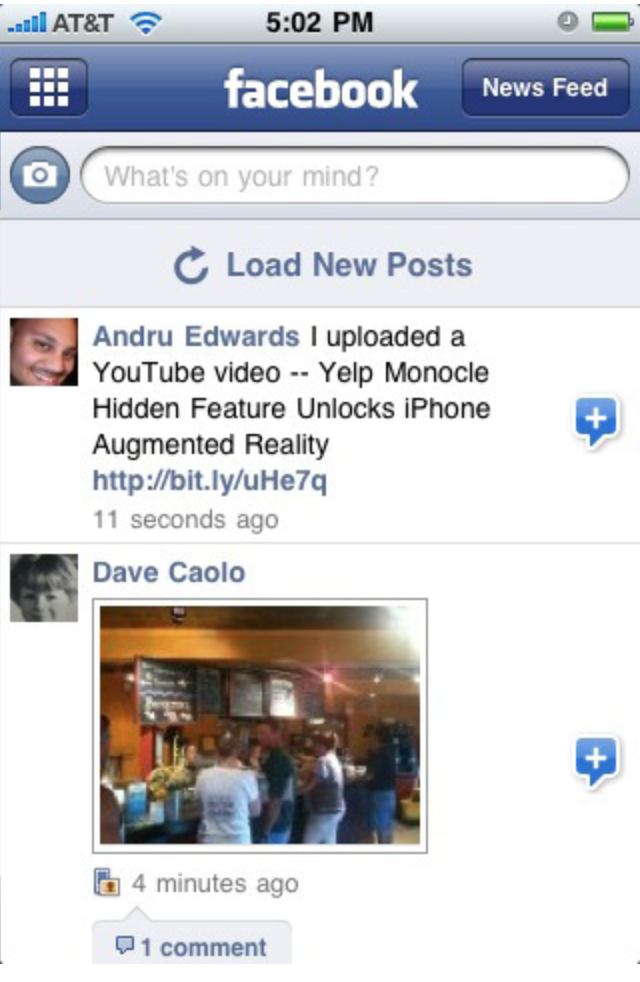 AT&T 5:02 PM
facebook News Feed
What's on your mind?
Load New Posts
Andru Edwards I uploaded a
YouTube video -- Yelp Monocle
Hidden Feature Unlocks iPhone
Augmented Reality
http://bit.ly/uHe7q
11 seconds ago
Dave Caolo
4 minutes ago
1 comment